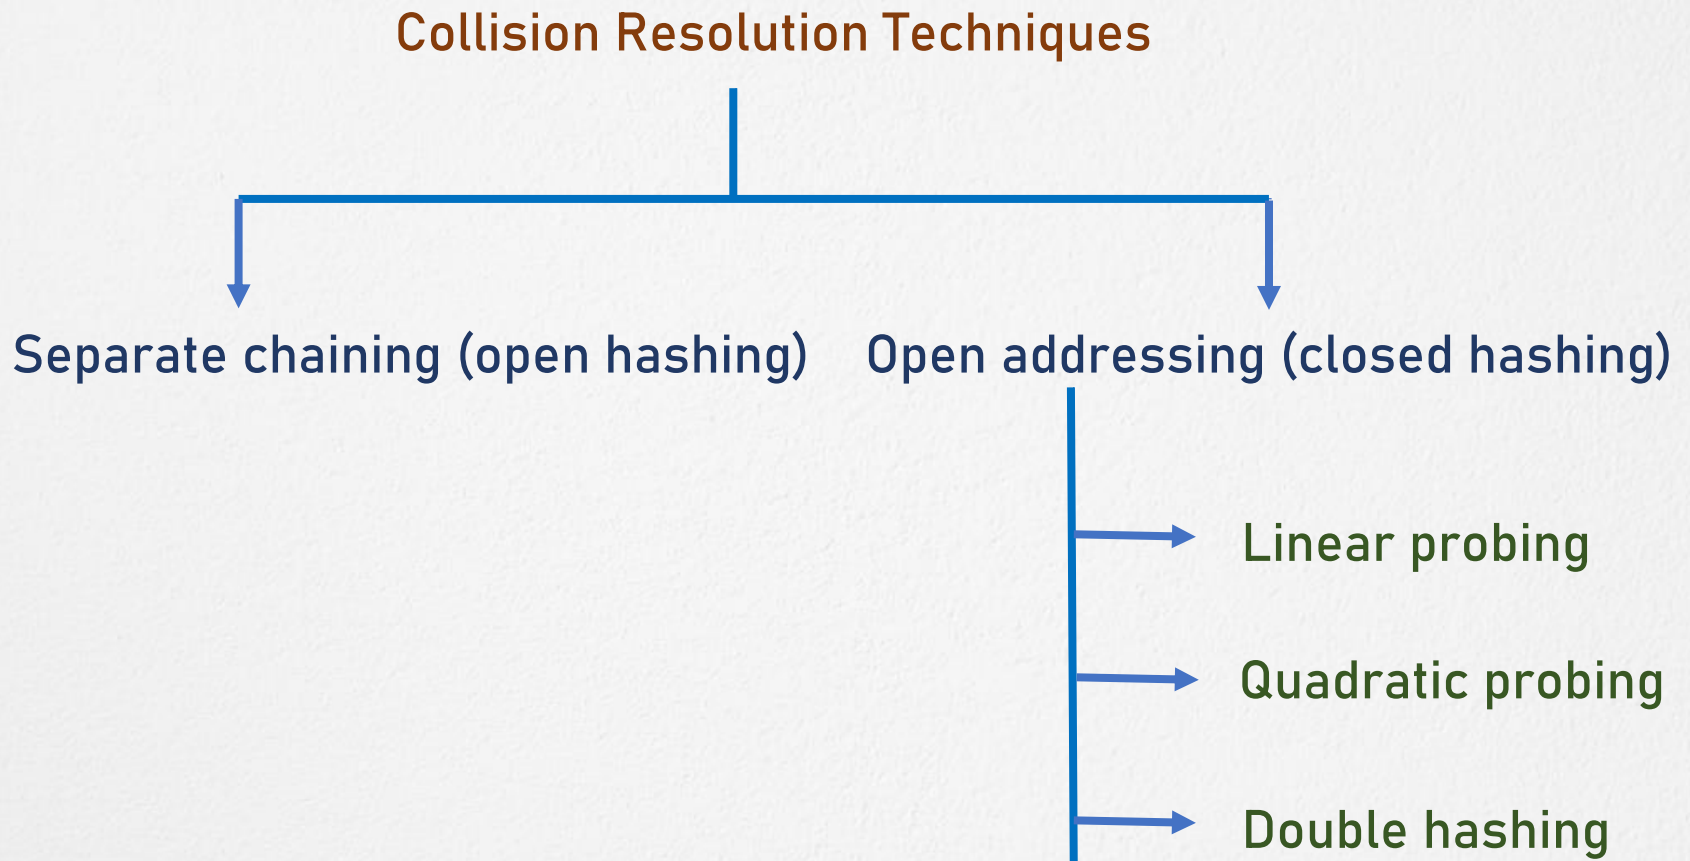 Collision Resolution Techniques
Separate chaining (open hashing)
Open addressing (closed hashing)
Linear probing
Quadratic probing
Double hashing